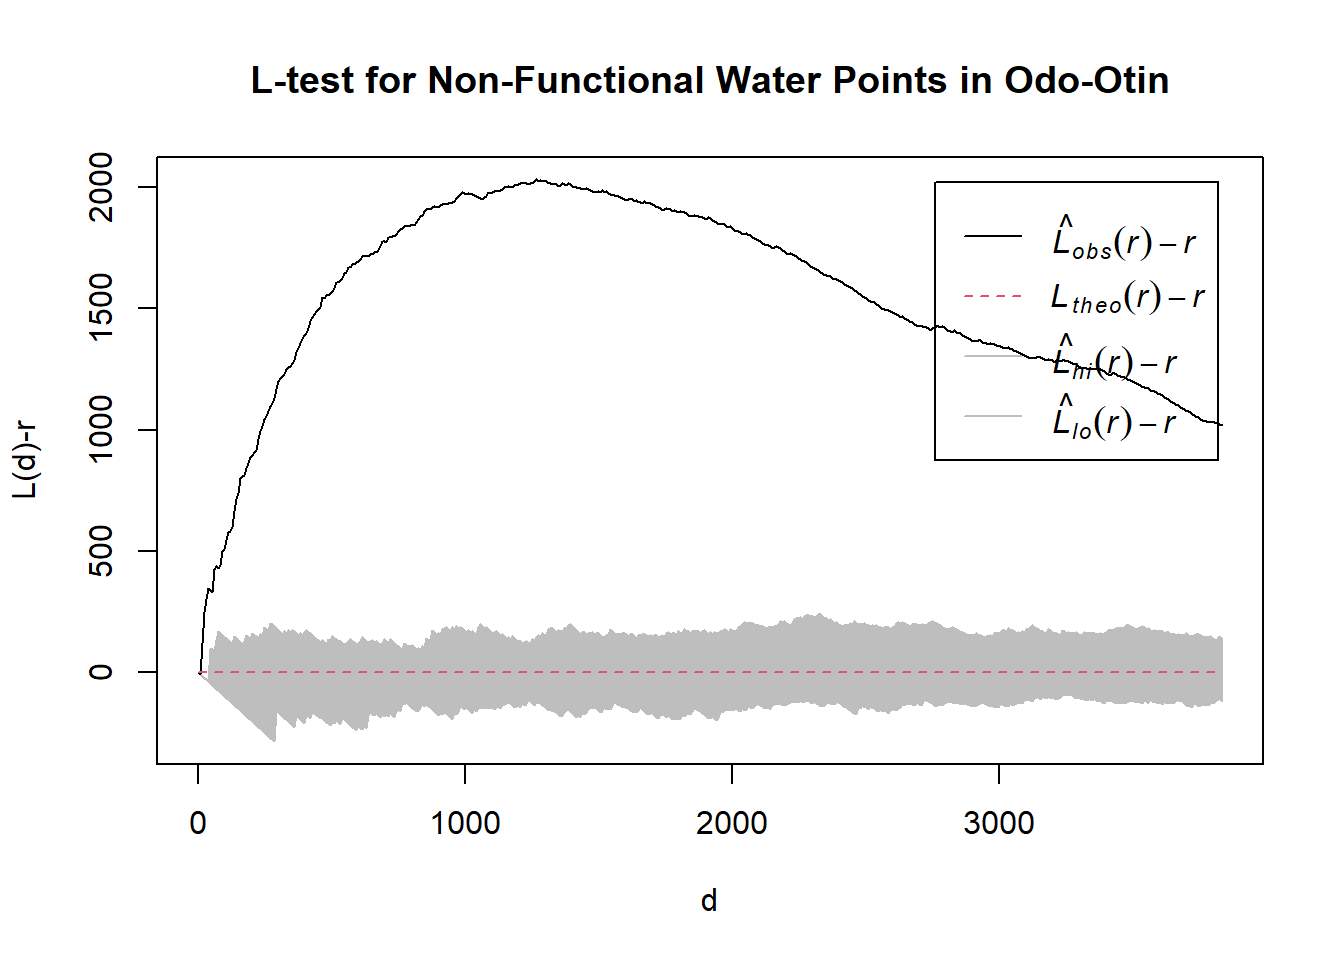 L-test for Non-Functional Water Points in Odo-Otin
L(d)-r
2000
1500
1000
500
0
L̂obs(r) − r
Ltheo(r) − r
L̂hi(r) − r
L̂lo(r) − r
0 1000 2000 3000
d